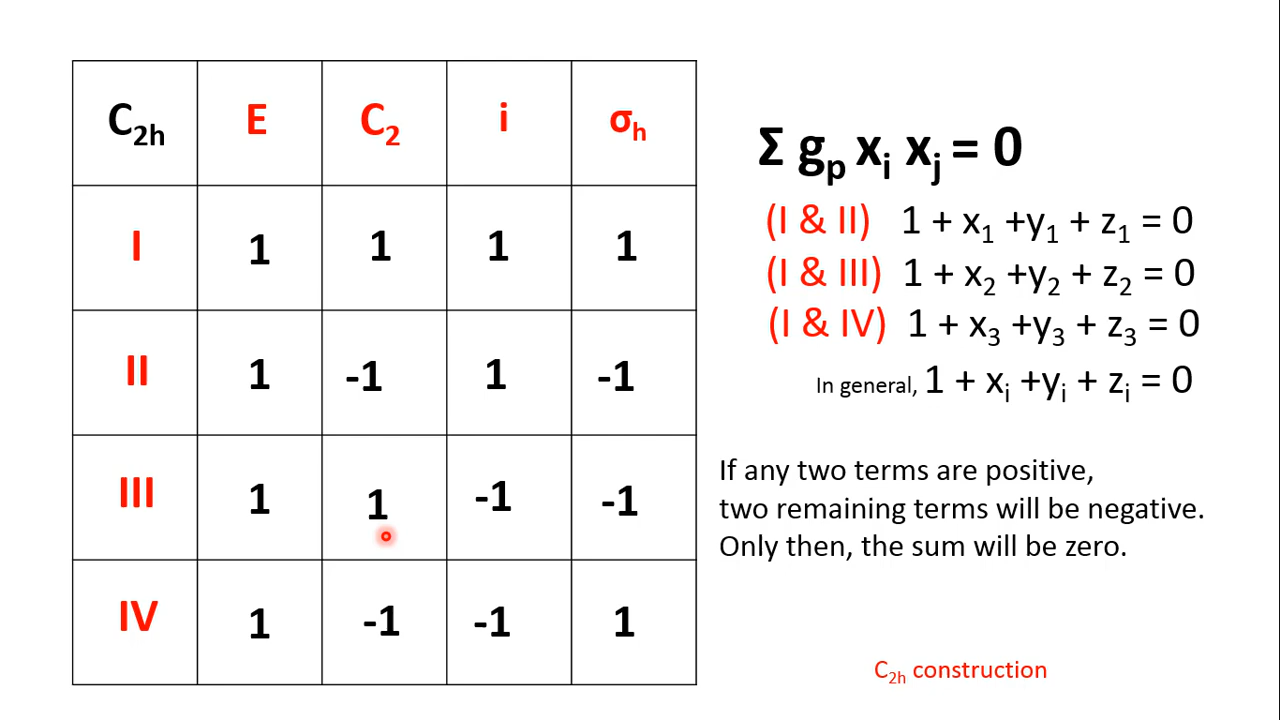 C₂ₕ E C₂ i σₕ
I 1 1 1 1
II 1 -1 1 -1
III 1 1 -1 -1
IV 1 -1 -1 1
Σ gₚ xᵢ xⱼ = 0
(I & II) 1 + x₁ +y₁ + z₁ = 0
(I & III) 1 + x₂ +y₂ + z₂ = 0
(I & IV) 1 + x₃ +y₃ + z₃ = 0
In general, 1 + xᵢ +yᵢ + zᵢ = 0
If any two terms are positive,
two remaining terms will be negative.
Only then, the sum will be zero.
C₂ₕ construction